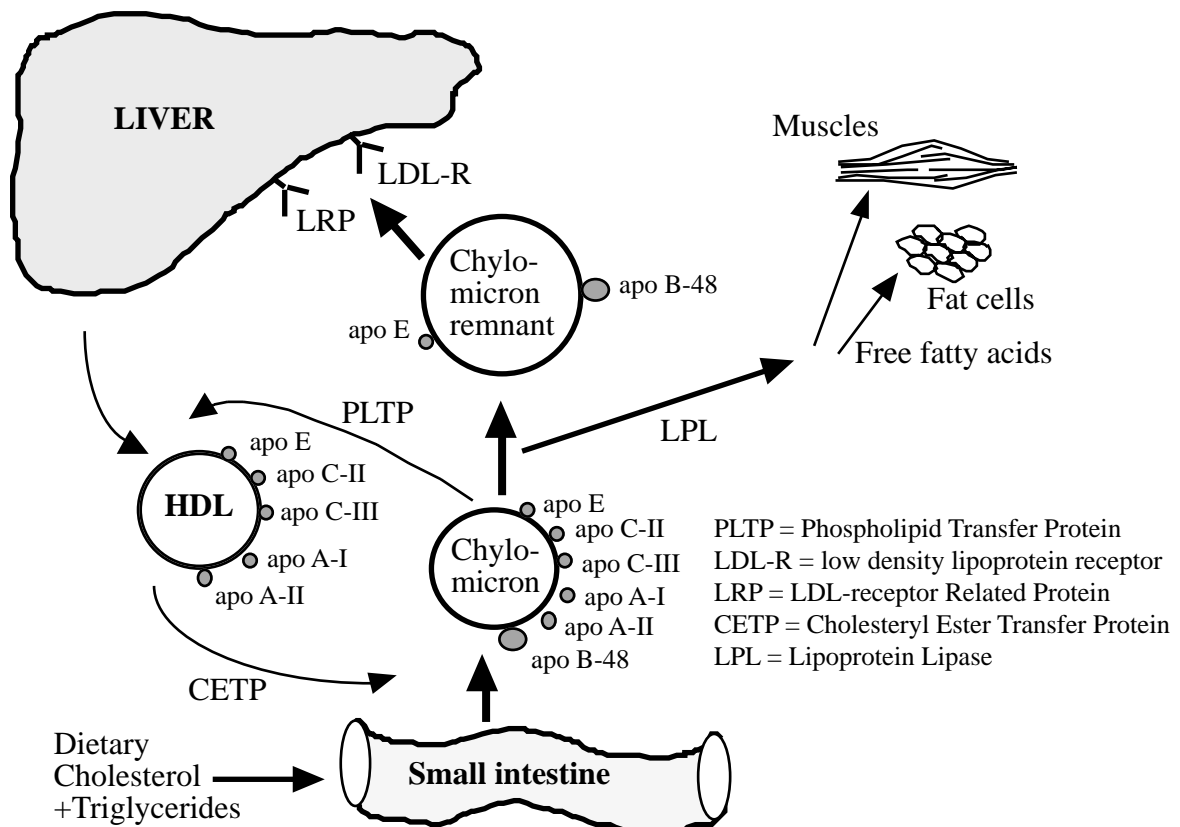 LIVER
LDL-R
LRP
Muscles
Fat cells
Free fatty acids
Chylo-
micron
remnant
apo B-48
apo E
PLTP
LPL
HDL
apo E
apo C-II
apo C-III
apo A-I
apo A-II
Chylo-
micron
apo E
apo C-II
apo C-III
apo A-I
apo A-II
apo B-48
PLTP = Phospholipid Transfer Protein
LDL-R = low density lipoprotein receptor
LRP = LDL-receptor Related Protein
CETP = Cholesteryl Ester Transfer Protein
LPL = Lipoprotein Lipase
CETP
Dietary
Cholesterol
+Triglycerides
Small intestine